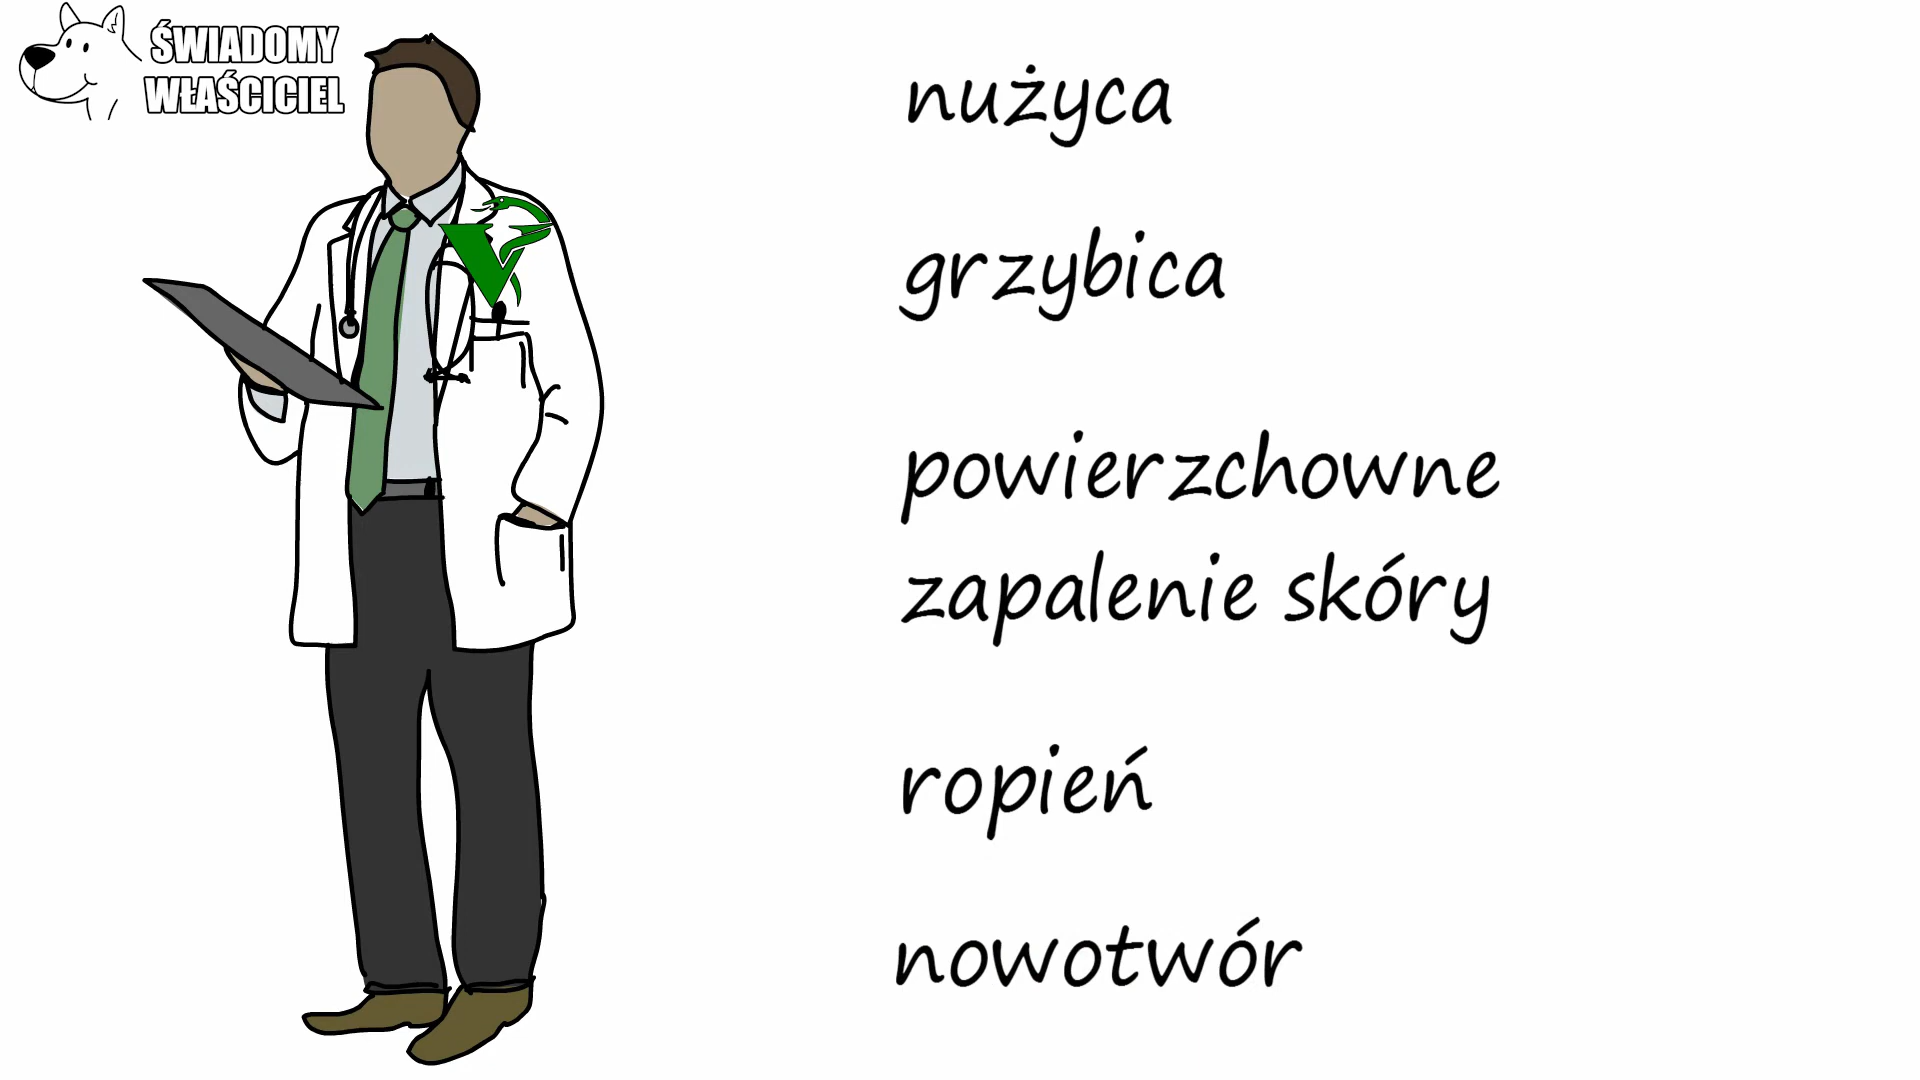 ŚWIADOMY
WŁAŚCICIEL
nużyca
grzybica
powierzchowne
zapalenie skóry
ropień
nowotwór